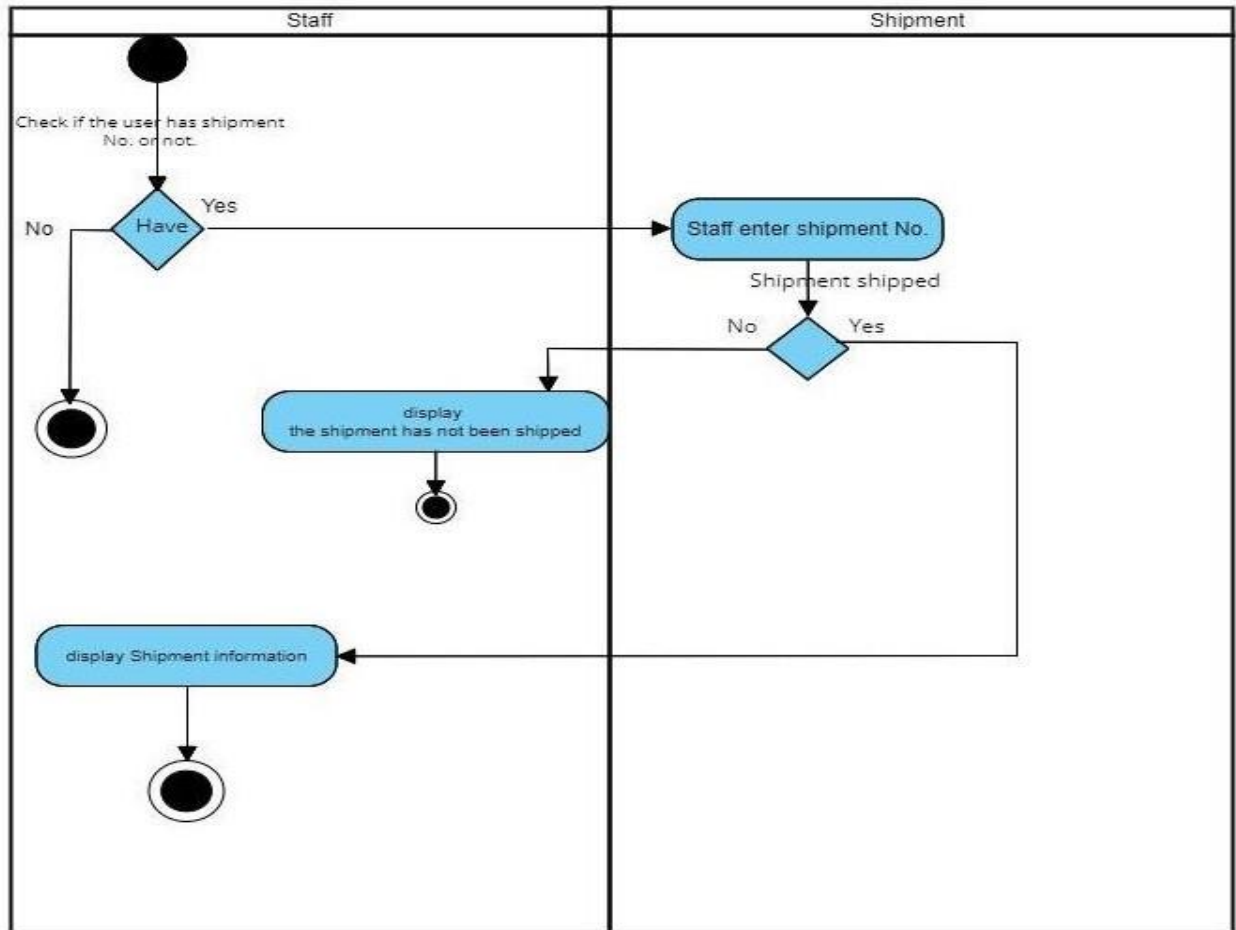 Staff
Shipment
Check if the user has shipment
No. or not.
Yes
No
Have
Staff enter shipment No.
Shipment shipped
No
Yes
display
the shipment has not been shipped
display Shipment information